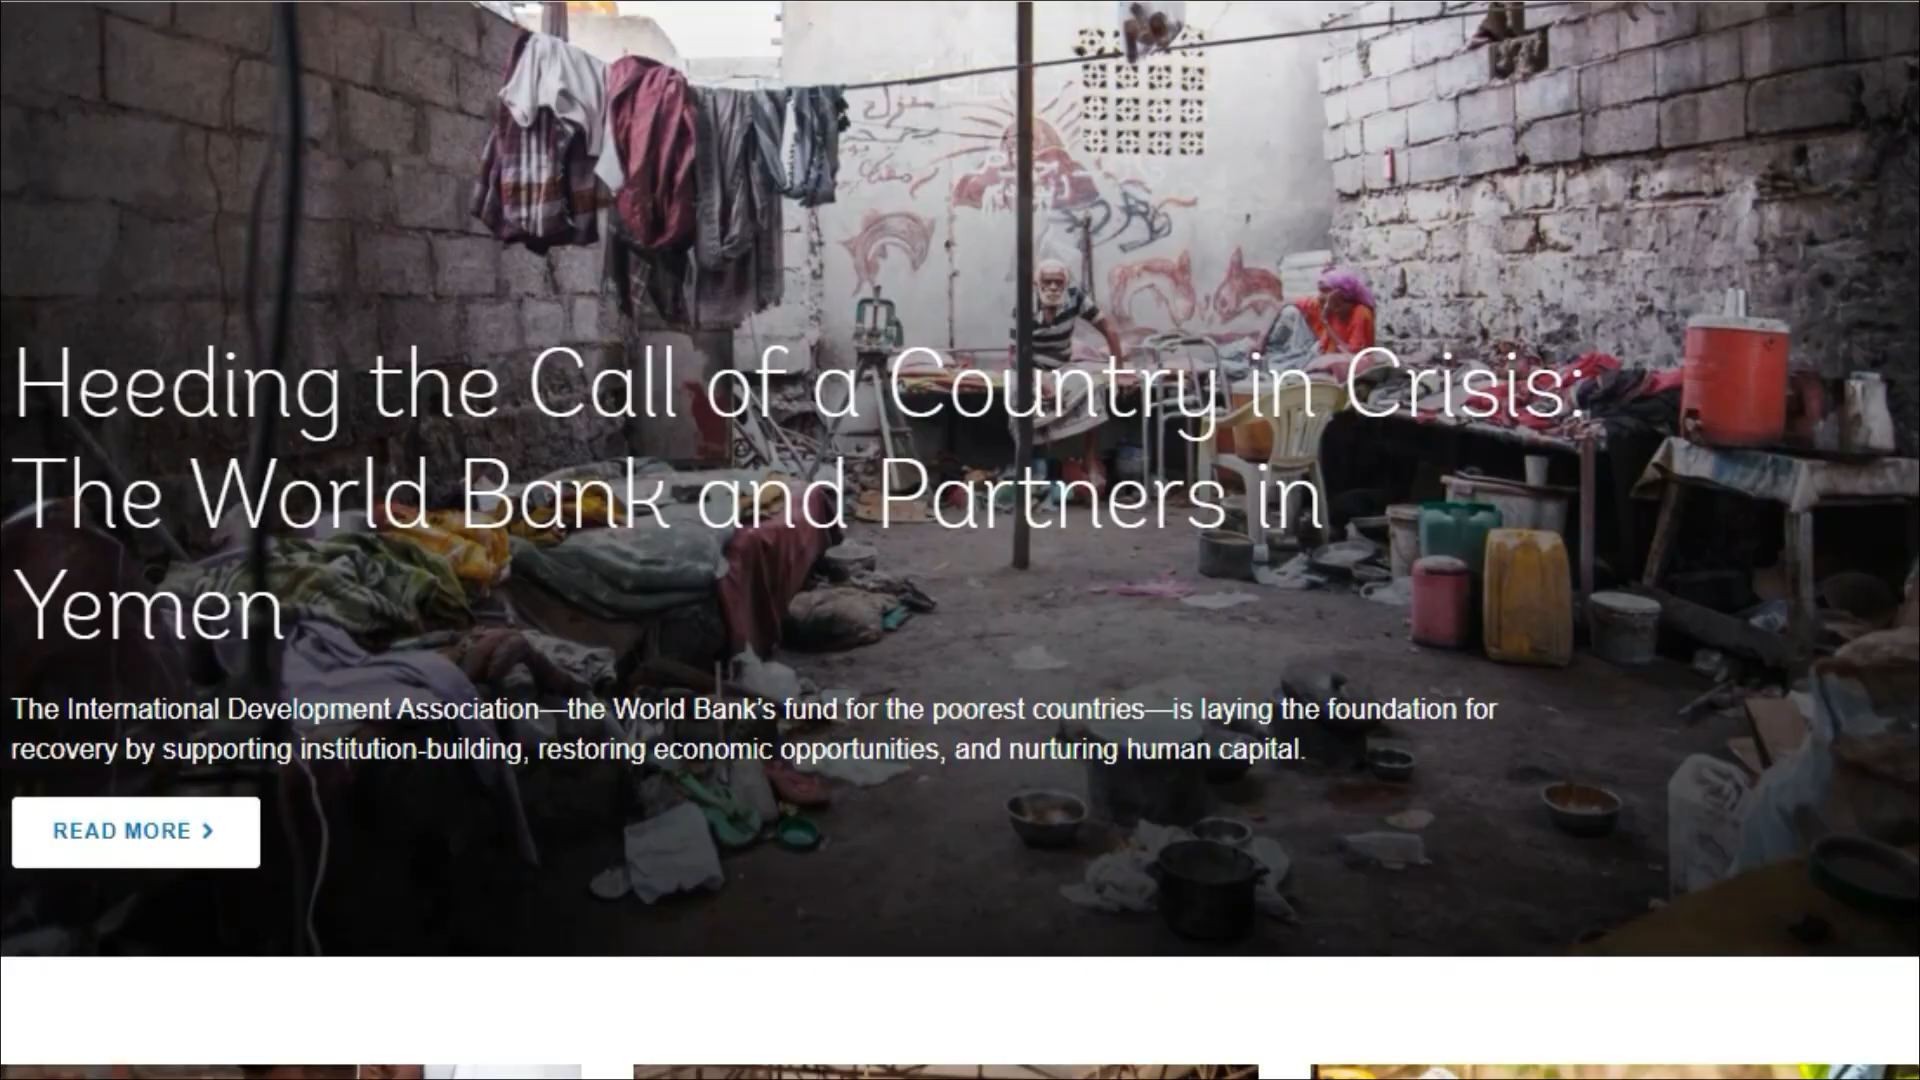 Heeding the Call of a Country in Crisis:
The World Bank and Partners in
Yemen
The International Development Association—the World Bank’s fund for the poorest countries—is laying the foundation for
recovery by supporting institution-building, restoring economic opportunities, and nurturing human capital.
READ MORE